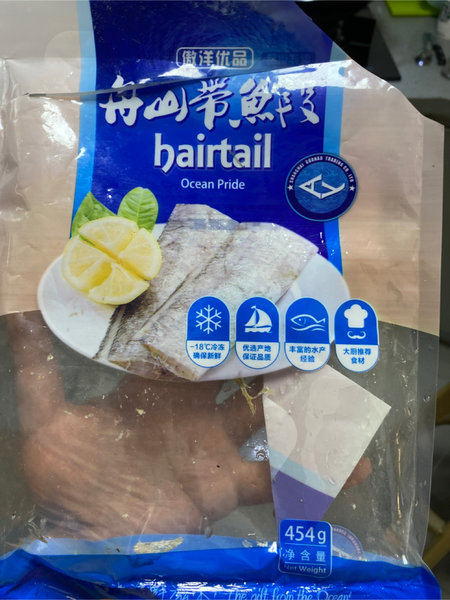 傲洋优品
舟山带鱼段
hairtail
Ocean Pride
-18℃冷冻
确保新鲜
优选产地
保证品质
丰富的水产
经验
大厨推荐
食材
454g
净含量
Net Weight
The gift from the Ocean